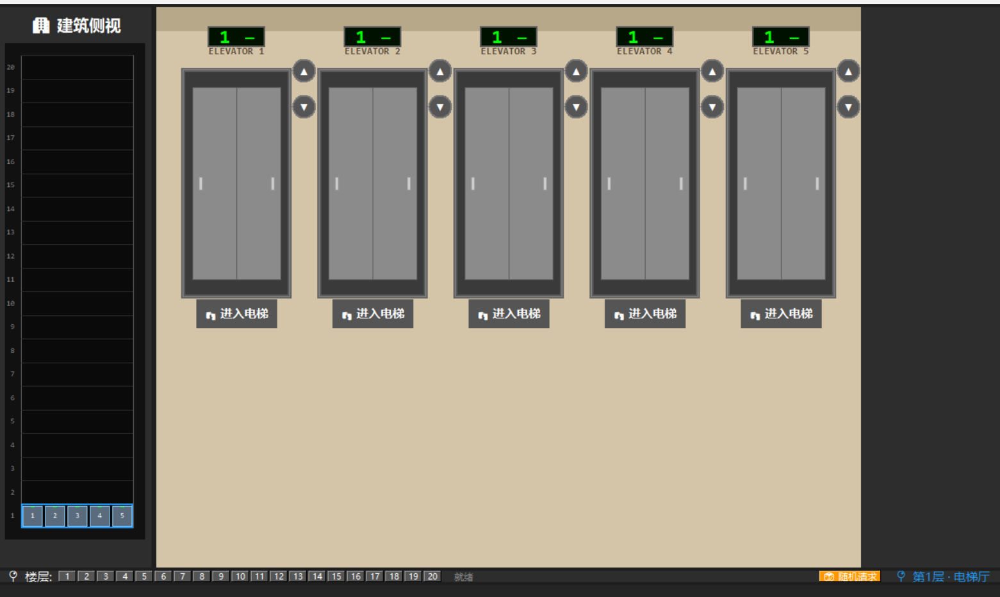 建筑侧视
20
19
18
17
16
15
14
13
12
11
10
9
8
7
6
5
4
3
2
1
1 2 3 4 5
1 – 1 – 1 – 1 – 1 –
ELEVATOR 1 ELEVATOR 2 ELEVATOR 3 ELEVATOR 4 ELEVATOR 5
▲ ▲ ▲ ▲ ▲
▼ ▼ ▼ ▼ ▼
进入电梯 进入电梯 进入电梯 进入电梯 进入电梯
楼层: 1 2 3 4 5 6 7 8 9 10 11 12 13 14 15 16 17 18 19 20 就绪 随机请求 第1层 · 电梯厅